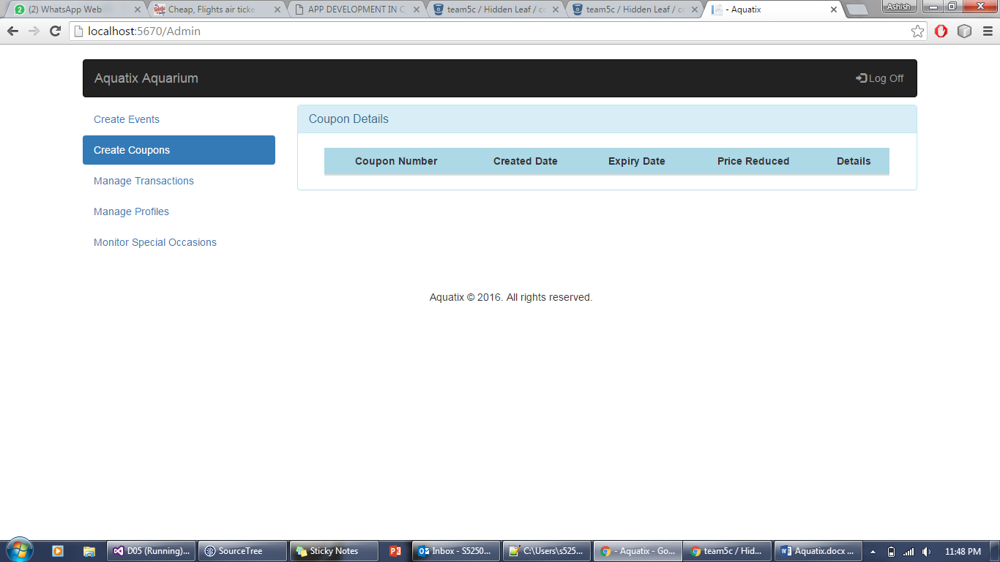 (2) WhatsApp Web Cheap, Flights air ticke APP DEVELOPMENT IN C team5c / Hidden Leaf / co team5c / Hidden Leaf / co - Aquatix Ashish
localhost:5670/Admin
Aquatix Aquarium Log Off
Create Events
Create Coupons
Manage Transactions
Manage Profiles
Monitor Special Occasions
Coupon Details
Coupon Number Created Date Expiry Date Price Reduced Details
Aquatix © 2016. All rights reserved.
D05 (Running)... SourceTree Sticky Notes Inbox - S5250... C:\Users\s525... - Aquatix - Go... team5c / Hid... Aquatix.docx ... 11:48 PM